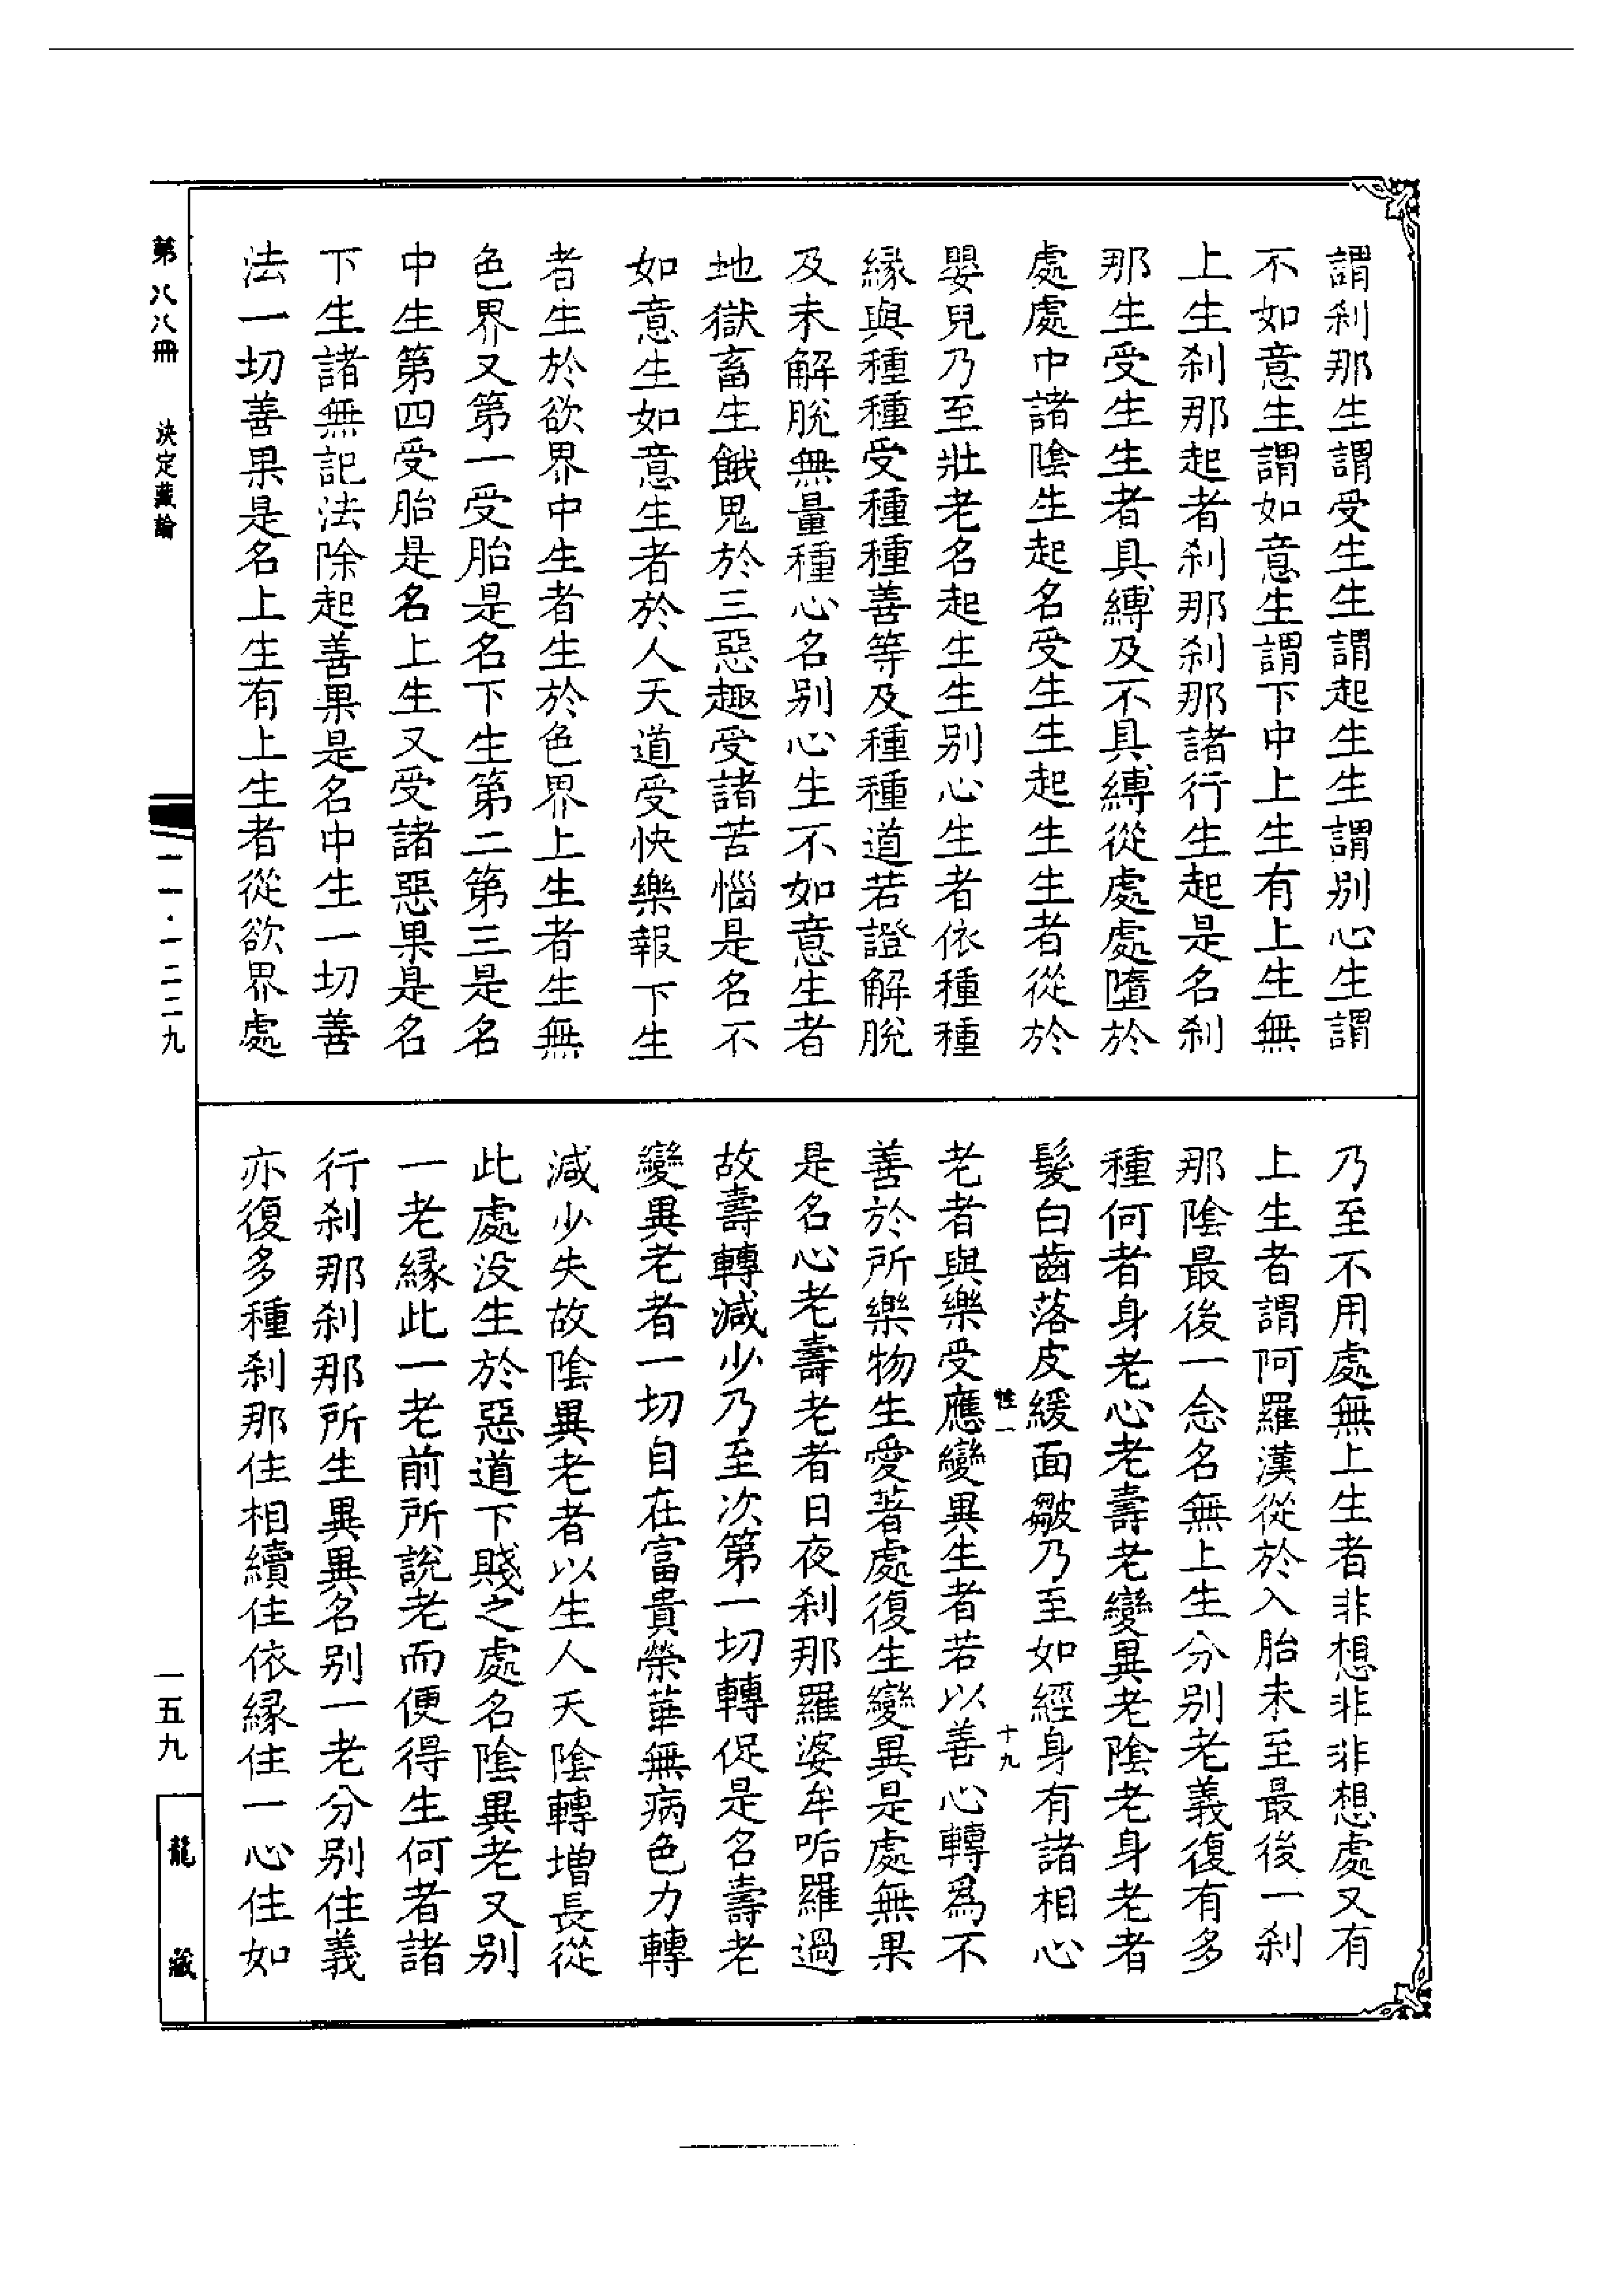 謂刹那生謂受生生謂起生生謂别心生謂
不如意生謂如意生謂下中上生有上生無
上生刹那起者刹那刹那諸行生起是名刹
那生受生生者具縛及不具縛從處處墮於
處處中諸陰生起名受生生起生生者從於
嬰兒乃至壯老名起生生别心生者依種種
緣與種種受種種善等及種種道若證解脫
及未解脫無量種心名别心生不如意生者
地獄畜生餓鬼於三惡趣受諸苦惱是名不
如意生如意生者於人天道受快樂報下生
者生於欲界中生者生於色界上生者生無
色界又第一受胎是名下生第二第三是名
中生第四受胎是名上生又受諸惡果是名
下生諸無記法除起善果是名中生一切善
法一切善果是名上生有上生者從欲界處
乃至不用處無上生者非想非非想處又有
上生者謂阿羅漢從於入胎未至最後一刹
那陰最後一念名無上生分别老義復有多
種何者身老心老壽老變異老陰老身老者
髮白齒落皮緩面皺乃至如經身有諸相心
性一
十九
老者與樂受應變異生者若以善心轉爲不
善於所樂物生愛著處復生變異是處無果
是名心老壽老者日夜刹那羅婆牟呧羅過
故壽轉減少乃至次第一切轉促是名壽老
變異老者一切自在富貴榮華無病色力轉
減少失故陰異老者以生人天陰轉增長從
此處没生於惡道下賤之處名陰異老又别
一老緣此一老前所說老而便得生何者諸
行刹那刹那所生異異名别一老分别住義
亦復多種刹那住相續住依緣住一心住如
第八八冊
決定藏論
一一·一二二九
一五九
龍藏